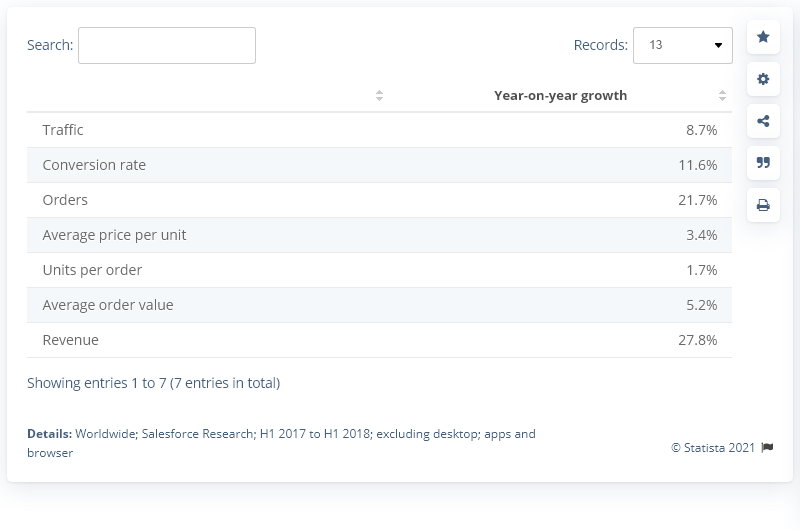 Search:
Records: 13
Year-on-year growth
Traffic 8.7%
Conversion rate 11.6%
Orders 21.7%
Average price per unit 3.4%
Units per order 1.7%
Average order value 5.2%
Revenue 27.8%
Showing entries 1 to 7 (7 entries in total)
Details: Worldwide; Salesforce Research; H1 2017 to H1 2018; excluding desktop; apps and
browser
© Statista 2021